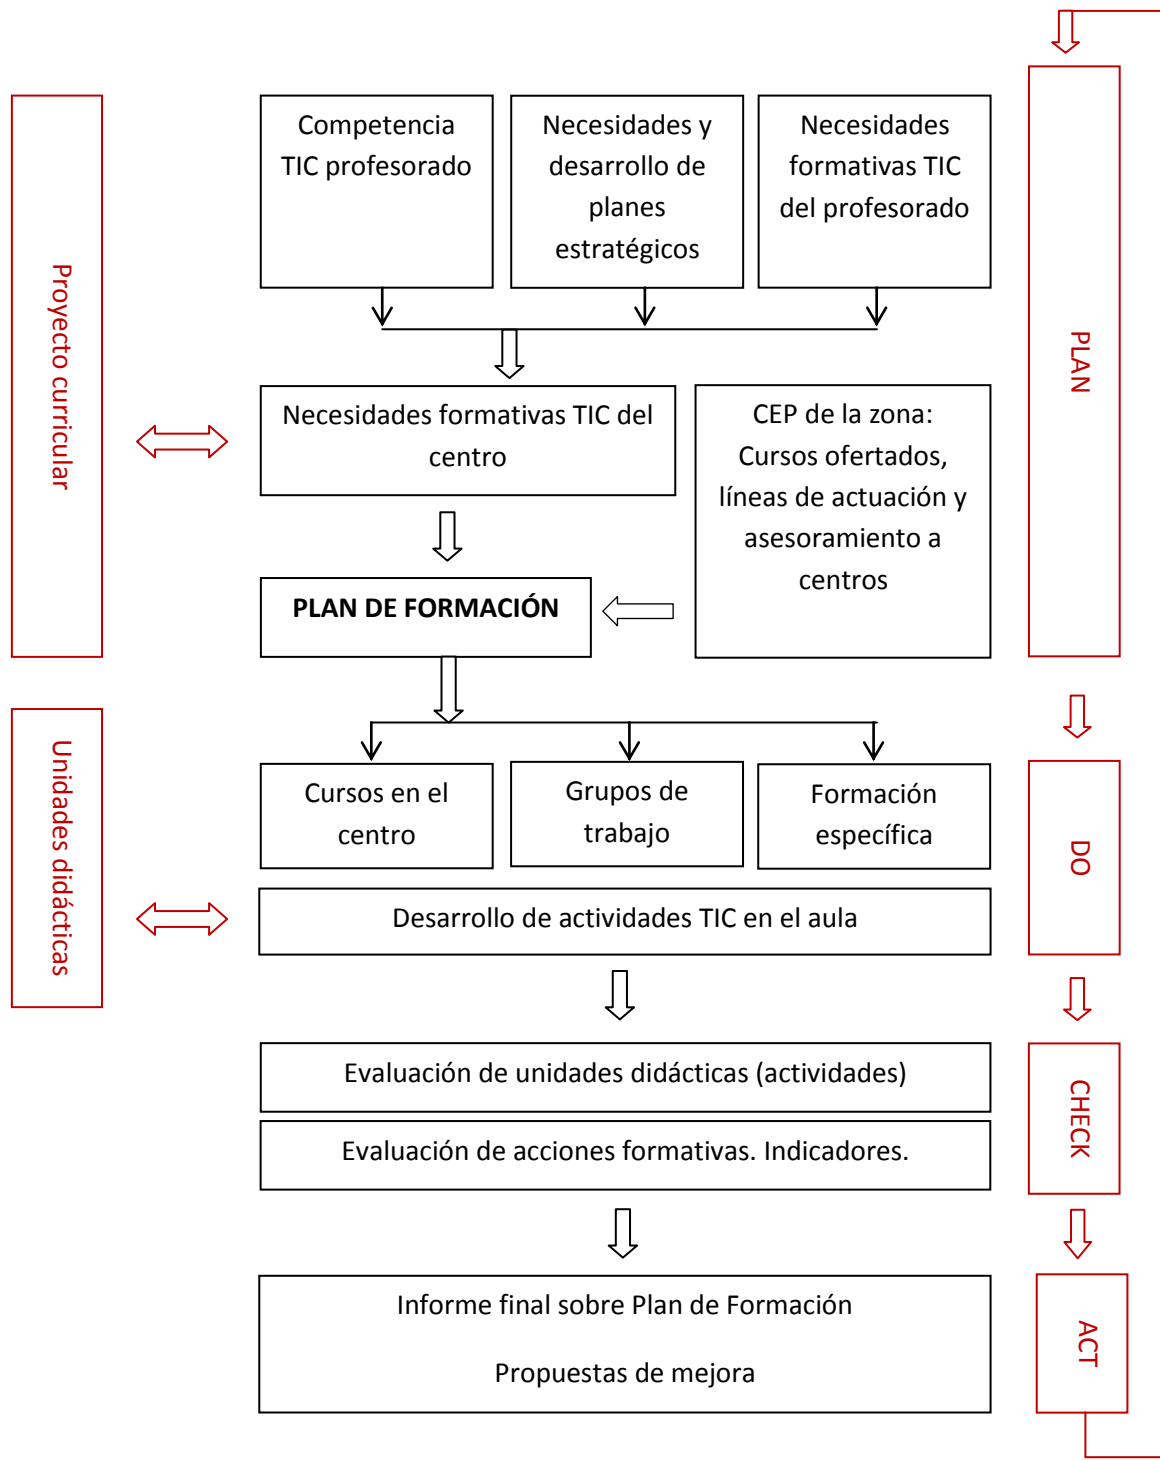 Competencia
TIC profesorado
Necesidades y
desarrollo de
planes
estratégicos
Necesidades
formativas TIC
del profesorado
Proyecto curricular
PLAN
Necesidades formativas TIC del
centro
CEP de la zona:
Cursos ofertados,
líneas de actuación y
asesoramiento a
centros
PLAN DE FORMACIÓN
Unidades didácticas
Cursos en el
centro
Grupos de
trabajo
Formación
específica
DO
Desarrollo de actividades TIC en el aula
Evaluación de unidades didácticas (actividades)
Evaluación de acciones formativas. Indicadores.
CHECK
Informe final sobre Plan de Formación
Propuestas de mejora
ACT